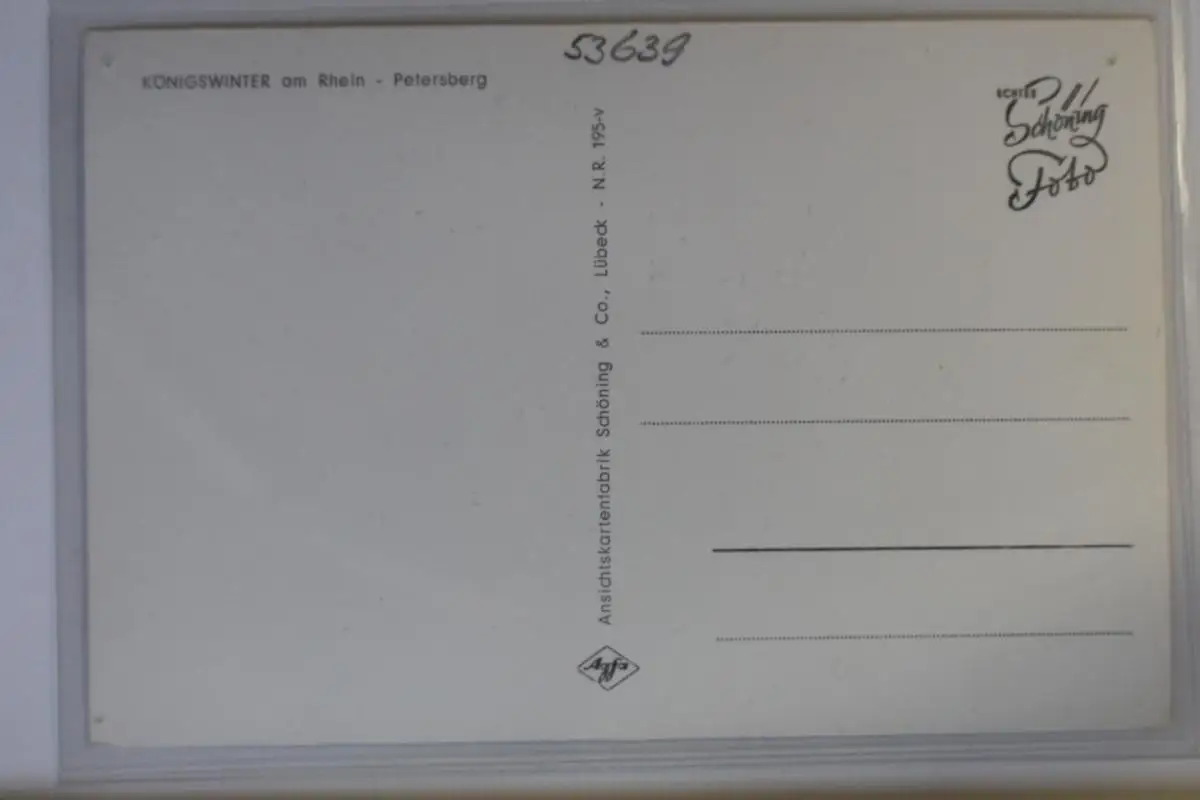 53639
KÖNIGSWINTER am Rhein - Petersberg
ECHTES
Schöning
Foto
Ansichtskartenfabrik Schöning & Co., Lübeck - N.R. 195-v
Agfa